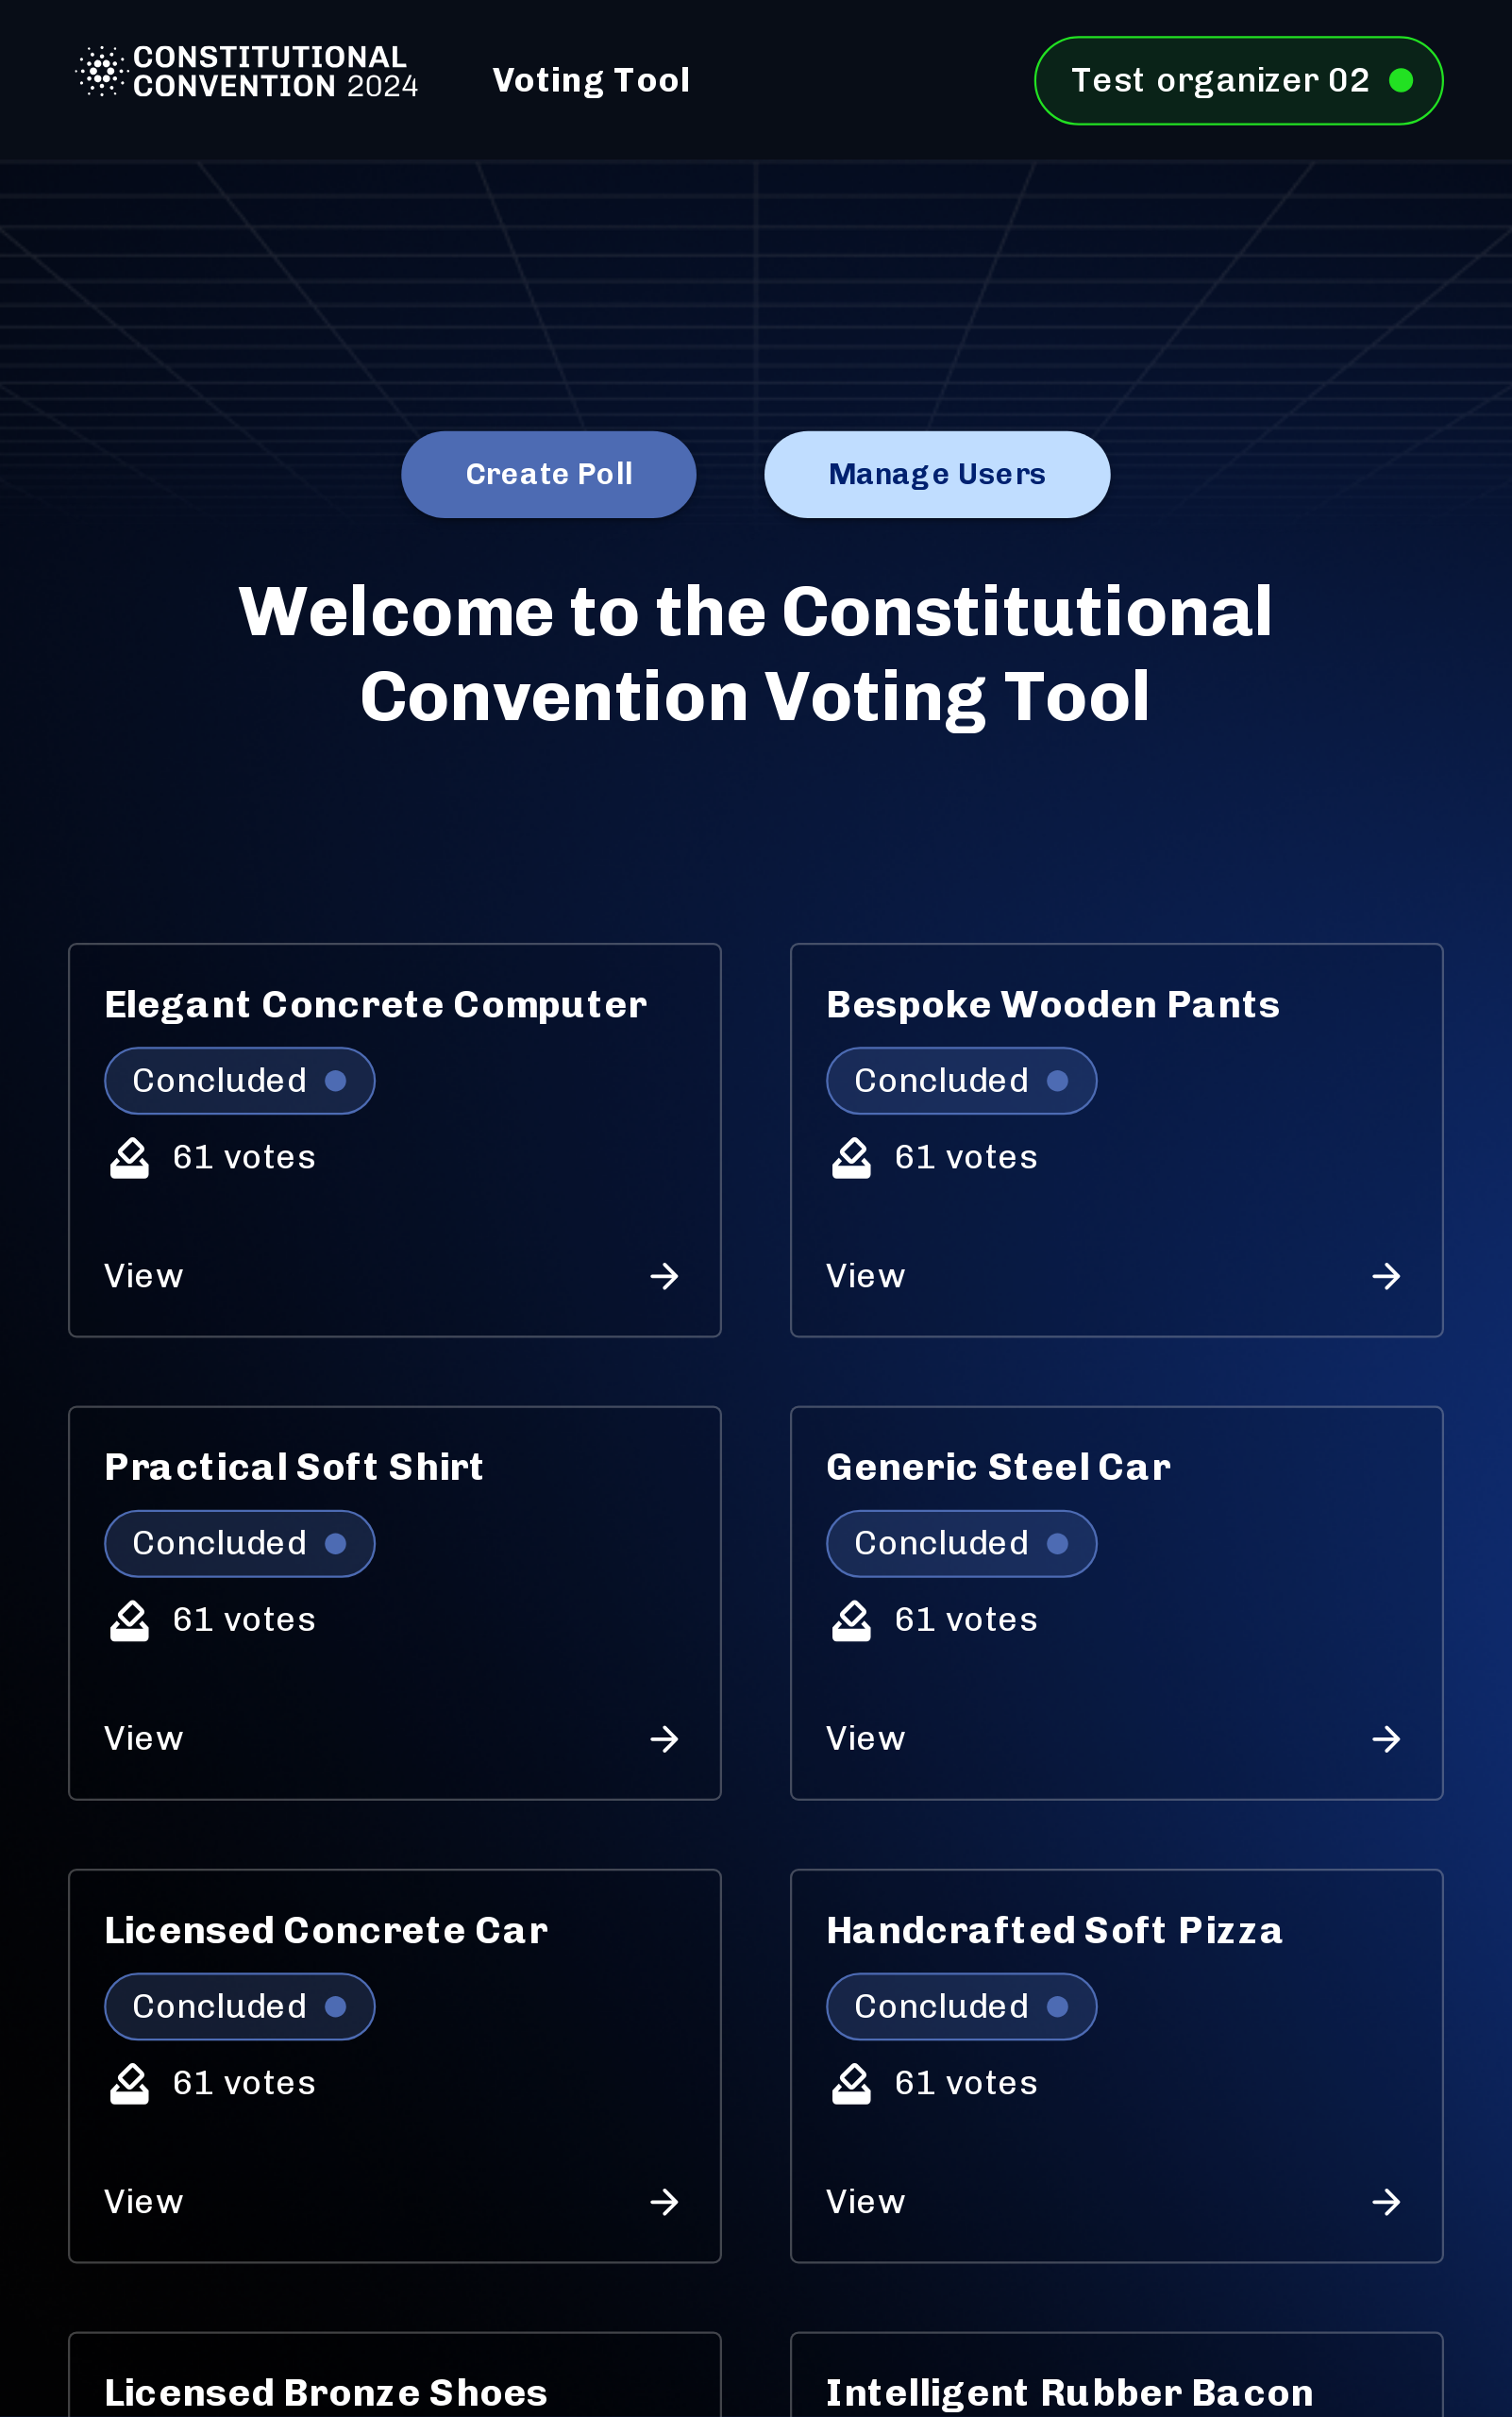 CONSTITUTIONAL
CONVENTION 2024
Voting Tool
Test organizer 02
Create Poll
Manage Users
Welcome to the Constitutional
Convention Voting Tool
Elegant Concrete Computer
Concluded
61 votes
View
Bespoke Wooden Pants
Concluded
61 votes
View
Practical Soft Shirt
Concluded
61 votes
View
Generic Steel Car
Concluded
61 votes
View
Licensed Concrete Car
Concluded
61 votes
View
Handcrafted Soft Pizza
Concluded
61 votes
View
Licensed Bronze Shoes
Intelligent Rubber Bacon